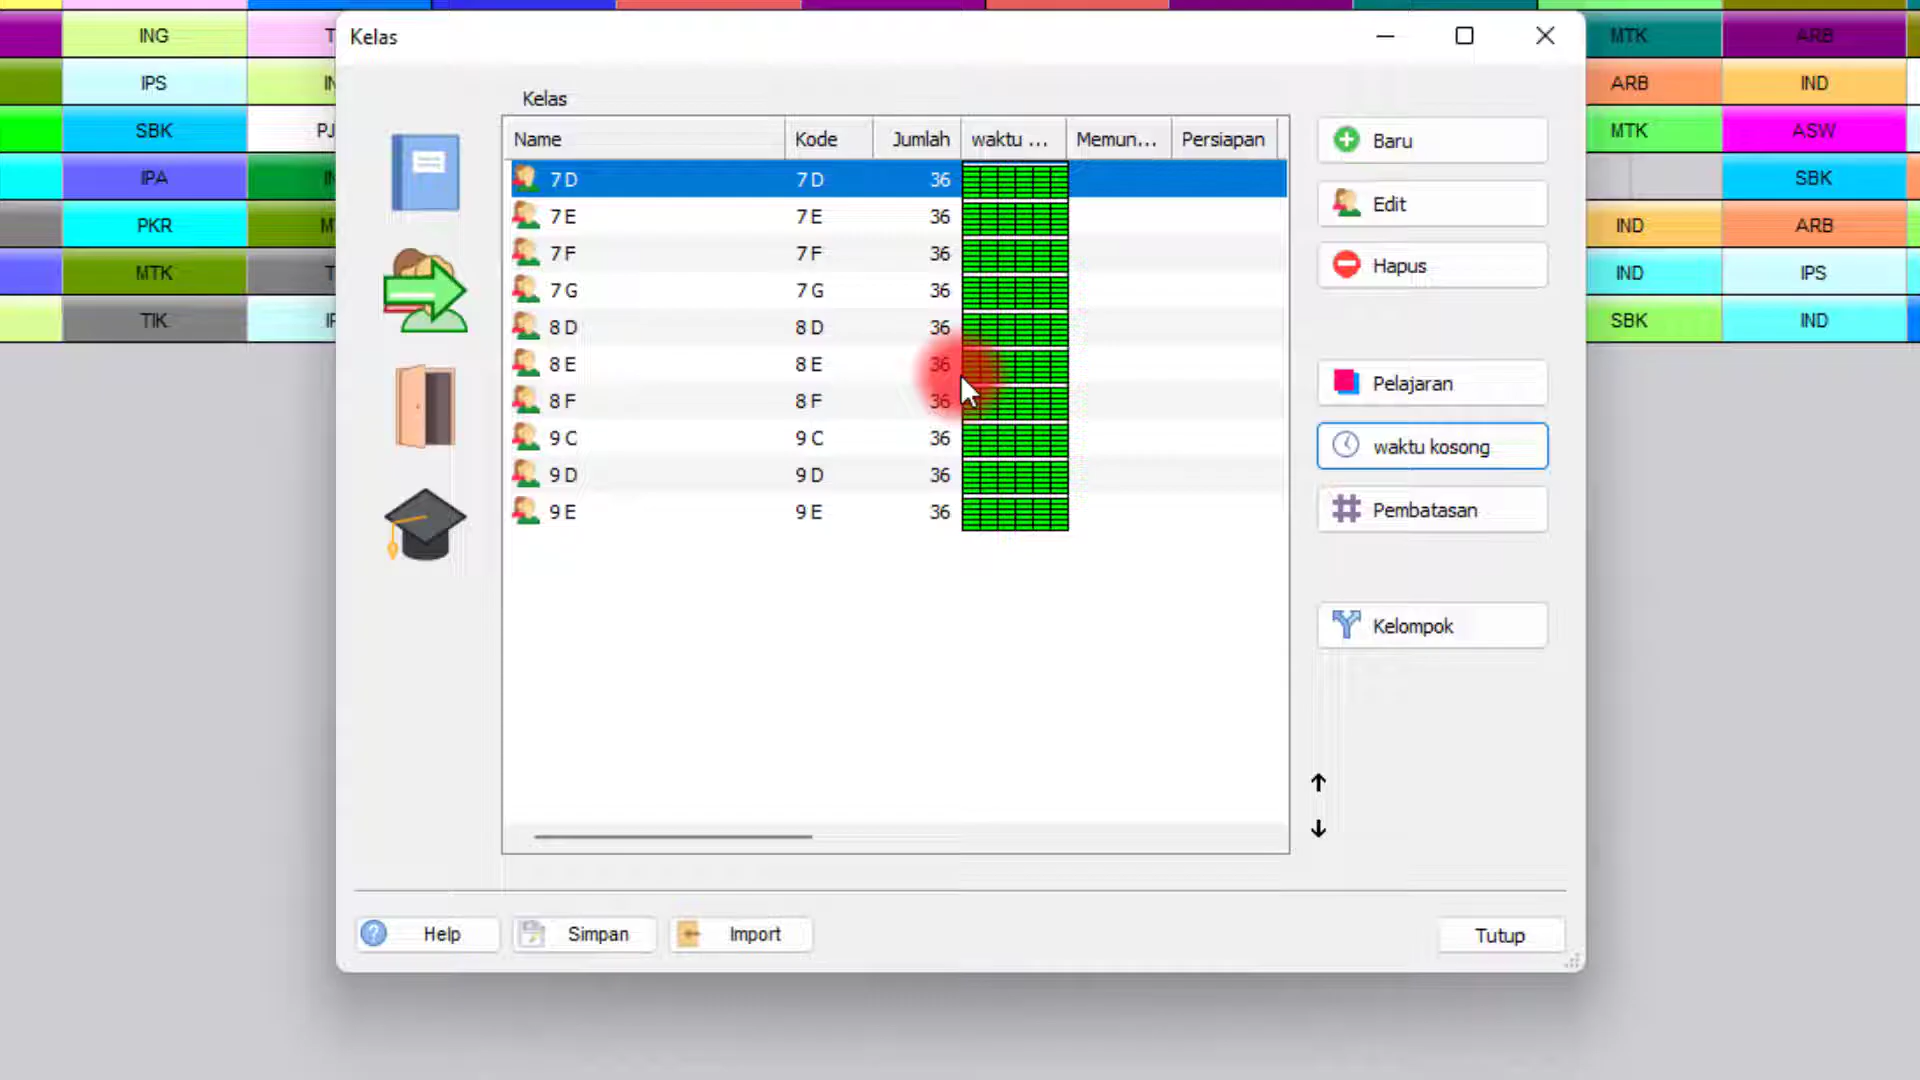 Kelas
Kelas
Name Kode Jumlah waktu ... Memun... Persiapan
7 D 7 D 36
7 E 7 E 36
7 F 7 F 36
7 G 7 G 36
8 D 8 D 36
8 E 8 E 36
8 F 8 F 36
9 C 9 C 36
9 D 9 D 36
9 E 9 E 36
Baru
Edit
Hapus
Pelajaran
waktu kosong
Pembatasan
Kelompok
Help Simpan Import Tutup
ING
IPS
SBK
IPA
PKR
MTK
TIK
MTK ARB
ARB IND
MTK ASW
SBK
IND ARB
IND IPS
SBK IND